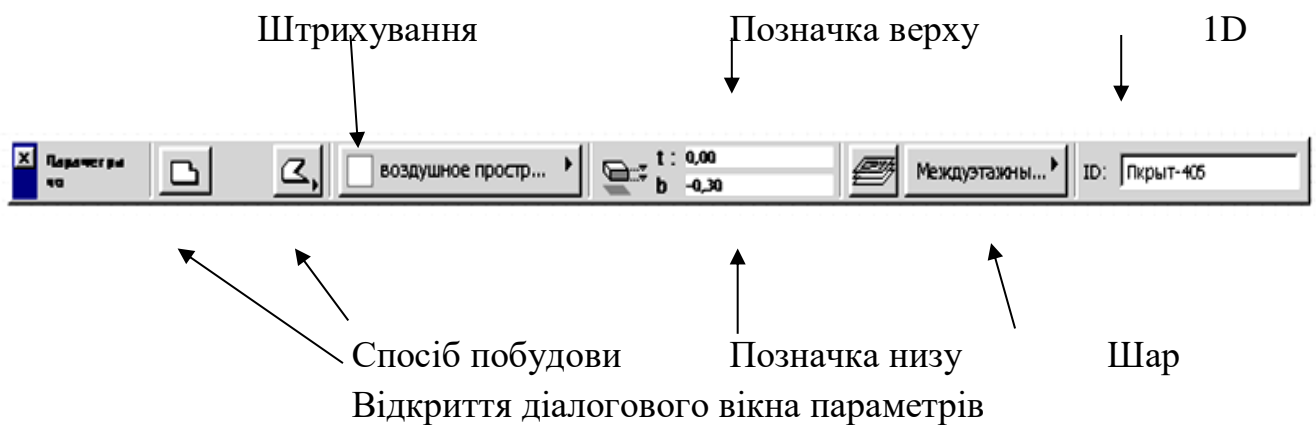 Штрихування Позначка верху 1D
Параметры
на
воздушное простр...
t : 0,00
b -0,30
Междуэтажны...
ID: Пкрыт-405
Спосіб побудови Позначка низу Шар
Відкриття діалогового вікна параметрів